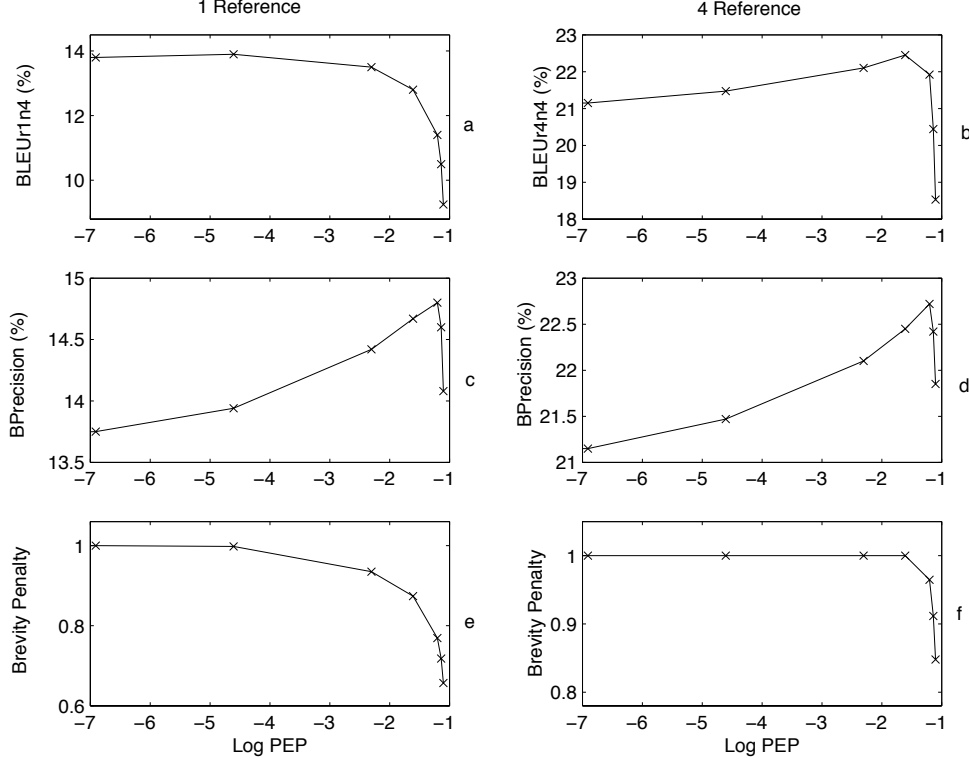 1 Reference
4 Reference
BLEUr1n4 (%)
14
12
10
−7 −6 −5 −4 −3 −2 −1
a
BLEUr4n4 (%)
23
22
21
20
19
18
−7 −6 −5 −4 −3 −2 −1
b
BPrecision (%)
15
14.5
14
13.5
−7 −6 −5 −4 −3 −2 −1
c
BPrecision (%)
23
22.5
22
21.5
21
−7 −6 −5 −4 −3 −2 −1
d
Brevity Penalty
1
0.8
0.6
−7 −6 −5 −4 −3 −2 −1
Log PEP
e
Brevity Penalty
1
0.9
0.8
−7 −6 −5 −4 −3 −2 −1
Log PEP
f